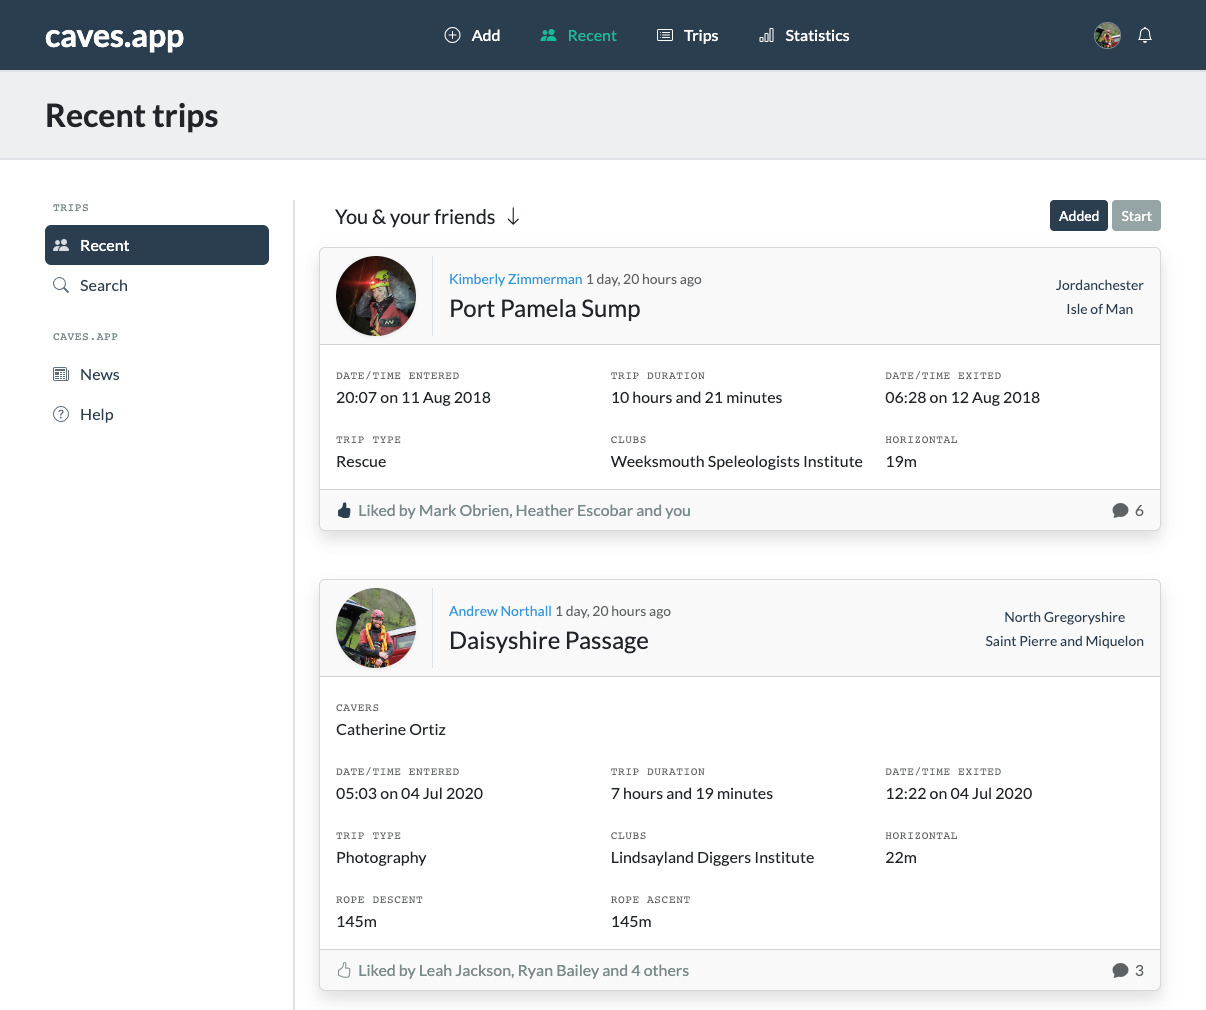 caves.app
Add
Recent
Trips
Statistics
Recent trips
TRIPS
Recent
Search
CAVES.APP
News
Help
You & your friends
Added
Start
Kimberly Zimmerman 1 day, 20 hours ago
Port Pamela Sump
Jordanchester
Isle of Man
DATE/TIME ENTERED
20:07 on 11 Aug 2018
TRIP DURATION
10 hours and 21 minutes
DATE/TIME EXITED
06:28 on 12 Aug 2018
TRIP TYPE
Rescue
CLUBS
Weeksmouth Speleologists Institute
HORIZONTAL
19m
Liked by Mark Obrien, Heather Escobar and you
6
Andrew Northall 1 day, 20 hours ago
Daisyshire Passage
North Gregoryshire
Saint Pierre and Miquelon
CAVERS
Catherine Ortiz
DATE/TIME ENTERED
05:03 on 04 Jul 2020
TRIP DURATION
7 hours and 19 minutes
DATE/TIME EXITED
12:22 on 04 Jul 2020
TRIP TYPE
Photography
CLUBS
Lindsayland Diggers Institute
HORIZONTAL
22m
ROPE DESCENT
145m
ROPE ASCENT
145m
Liked by Leah Jackson, Ryan Bailey and 4 others
3